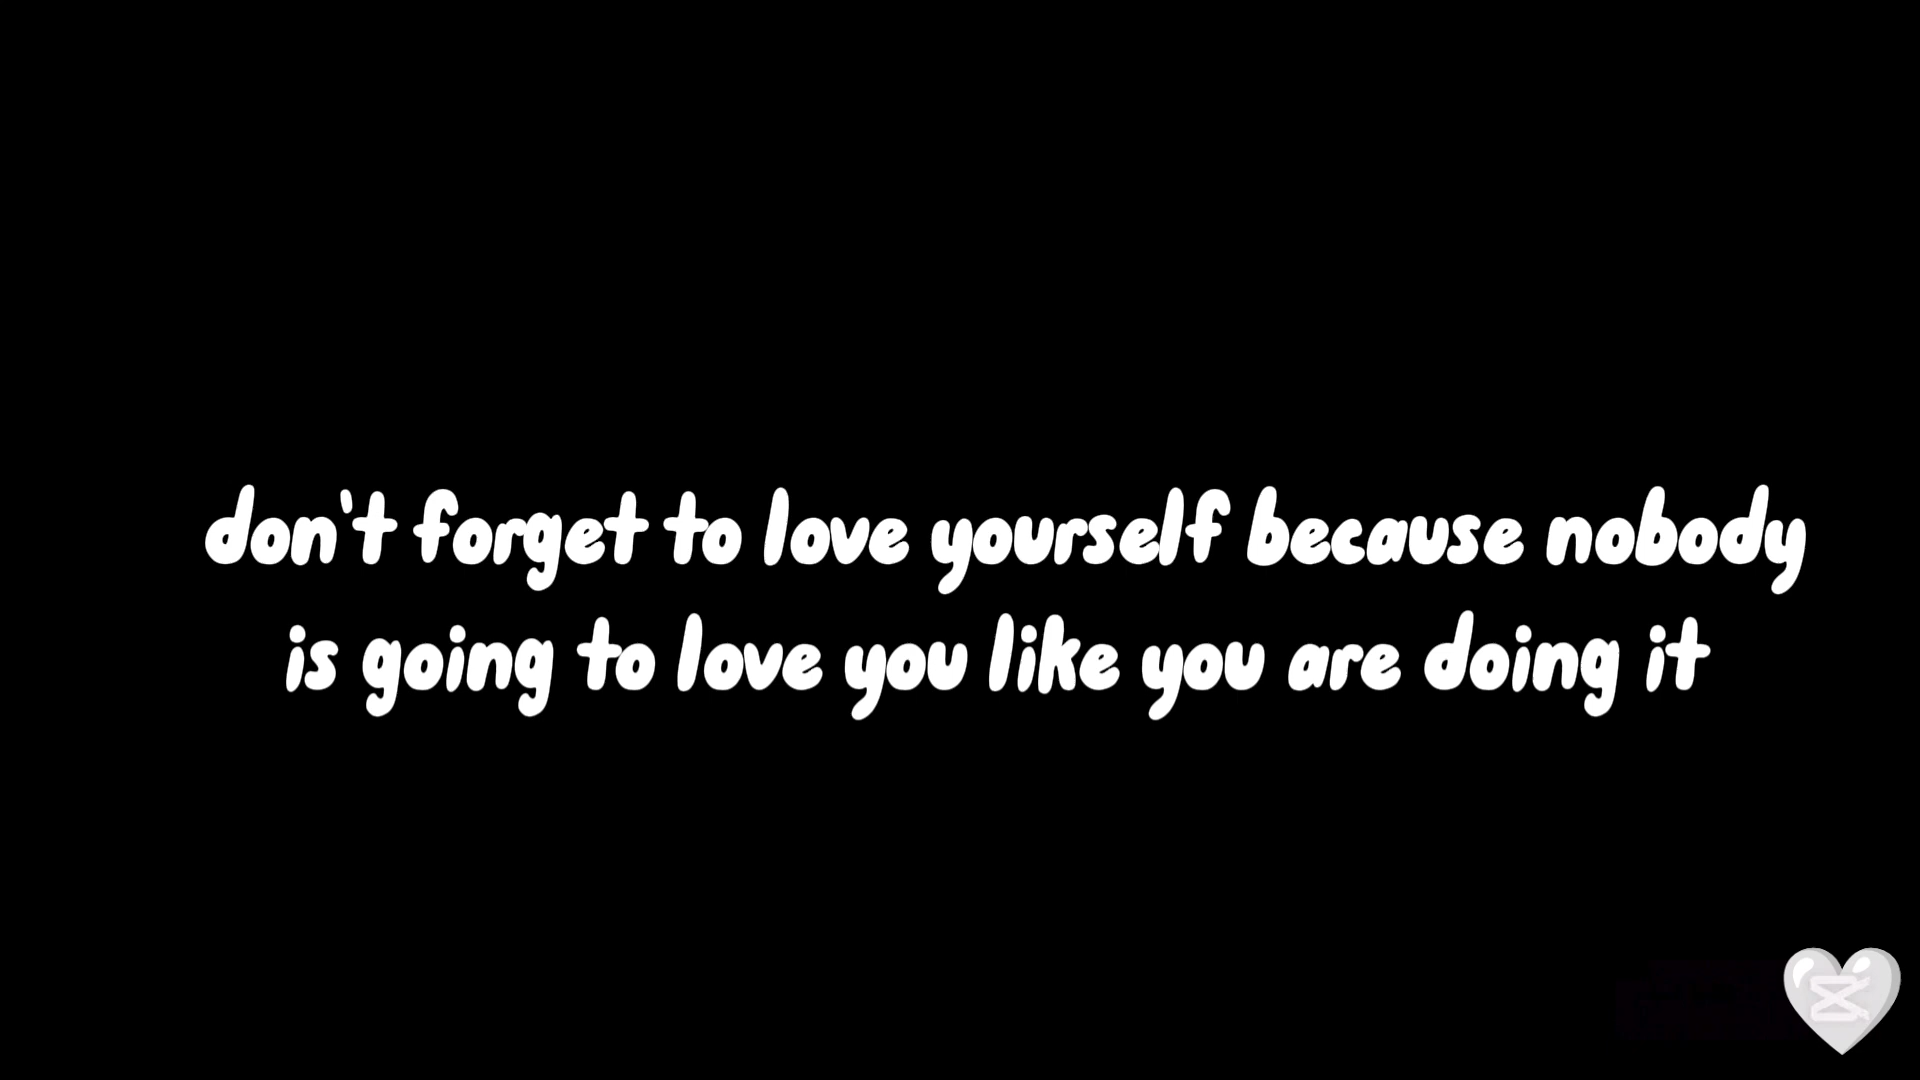 don't forget to love yourself because nobody
is going to love you like you are doing it